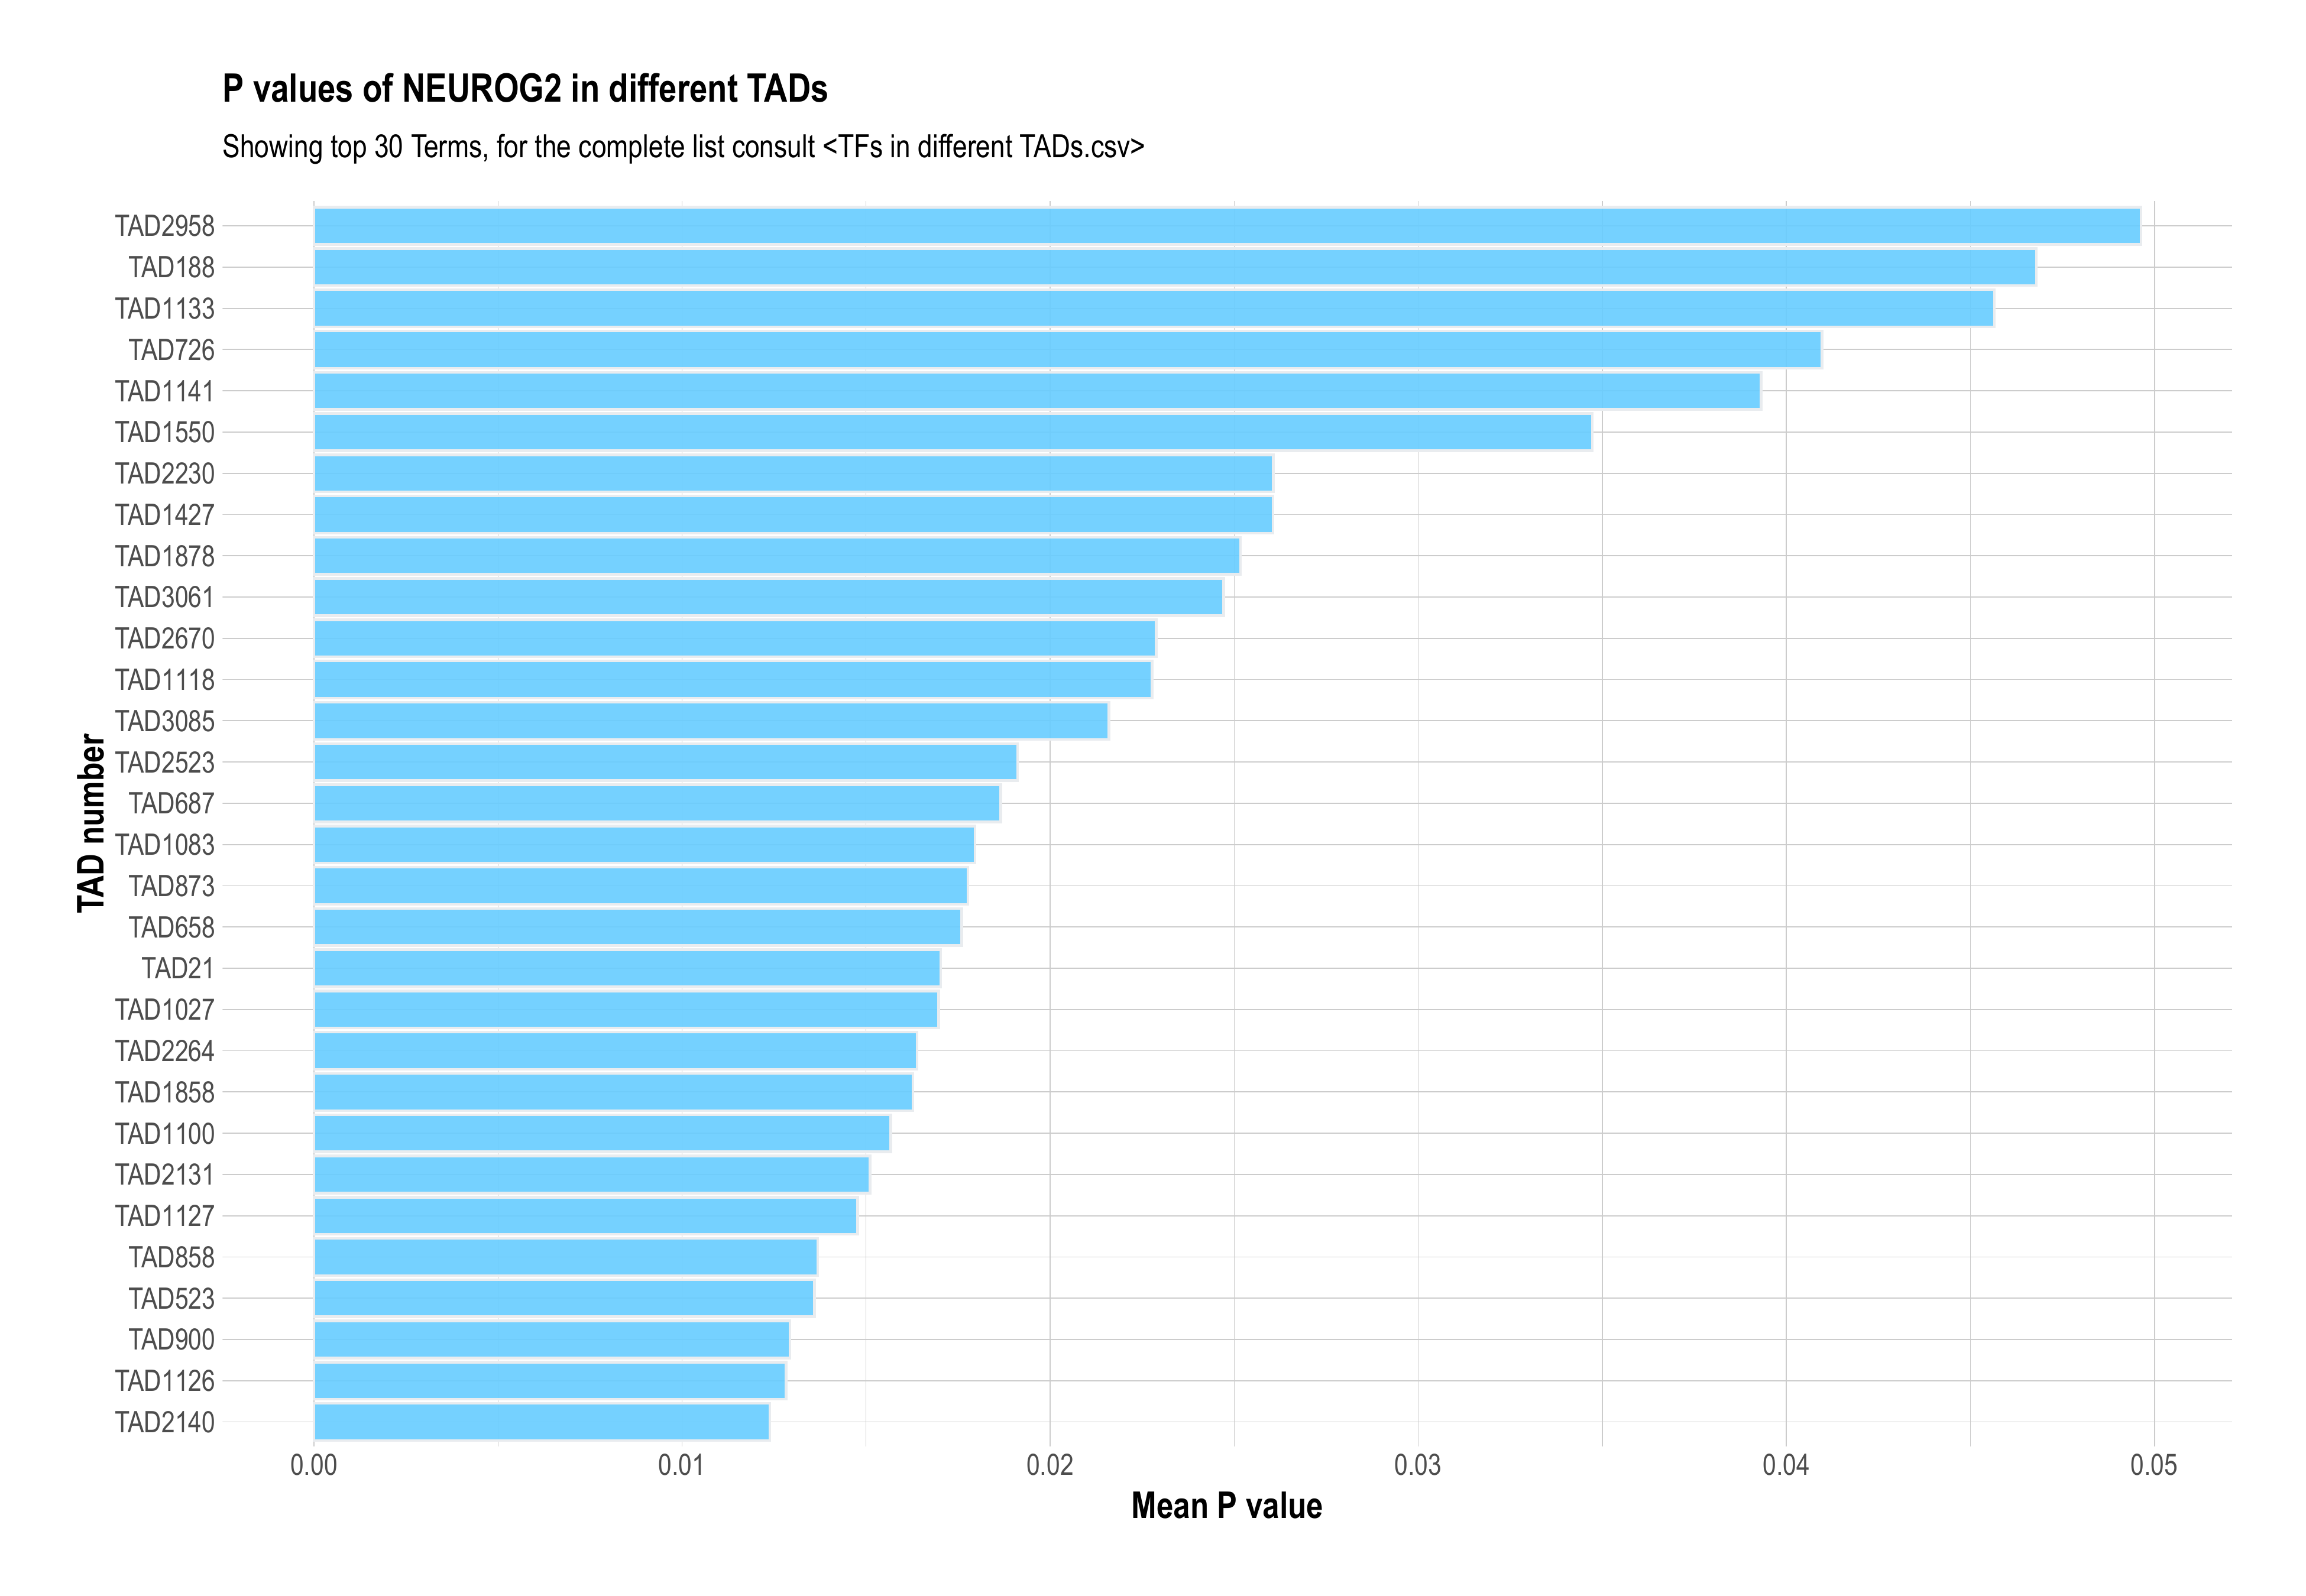 P values of NEUROG2 in different TADs
Showing top 30 Terms, for the complete list consult <TFs in different TADs.csv>
TAD number
TAD2958
TAD188
TAD1133
TAD726
TAD1141
TAD1550
TAD2230
TAD1427
TAD1878
TAD3061
TAD2670
TAD1118
TAD3085
TAD2523
TAD687
TAD1083
TAD873
TAD658
TAD21
TAD1027
TAD2264
TAD1858
TAD1100
TAD2131
TAD1127
TAD858
TAD523
TAD900
TAD1126
TAD2140
0.00 0.01 0.02 0.03 0.04 0.05
Mean P value